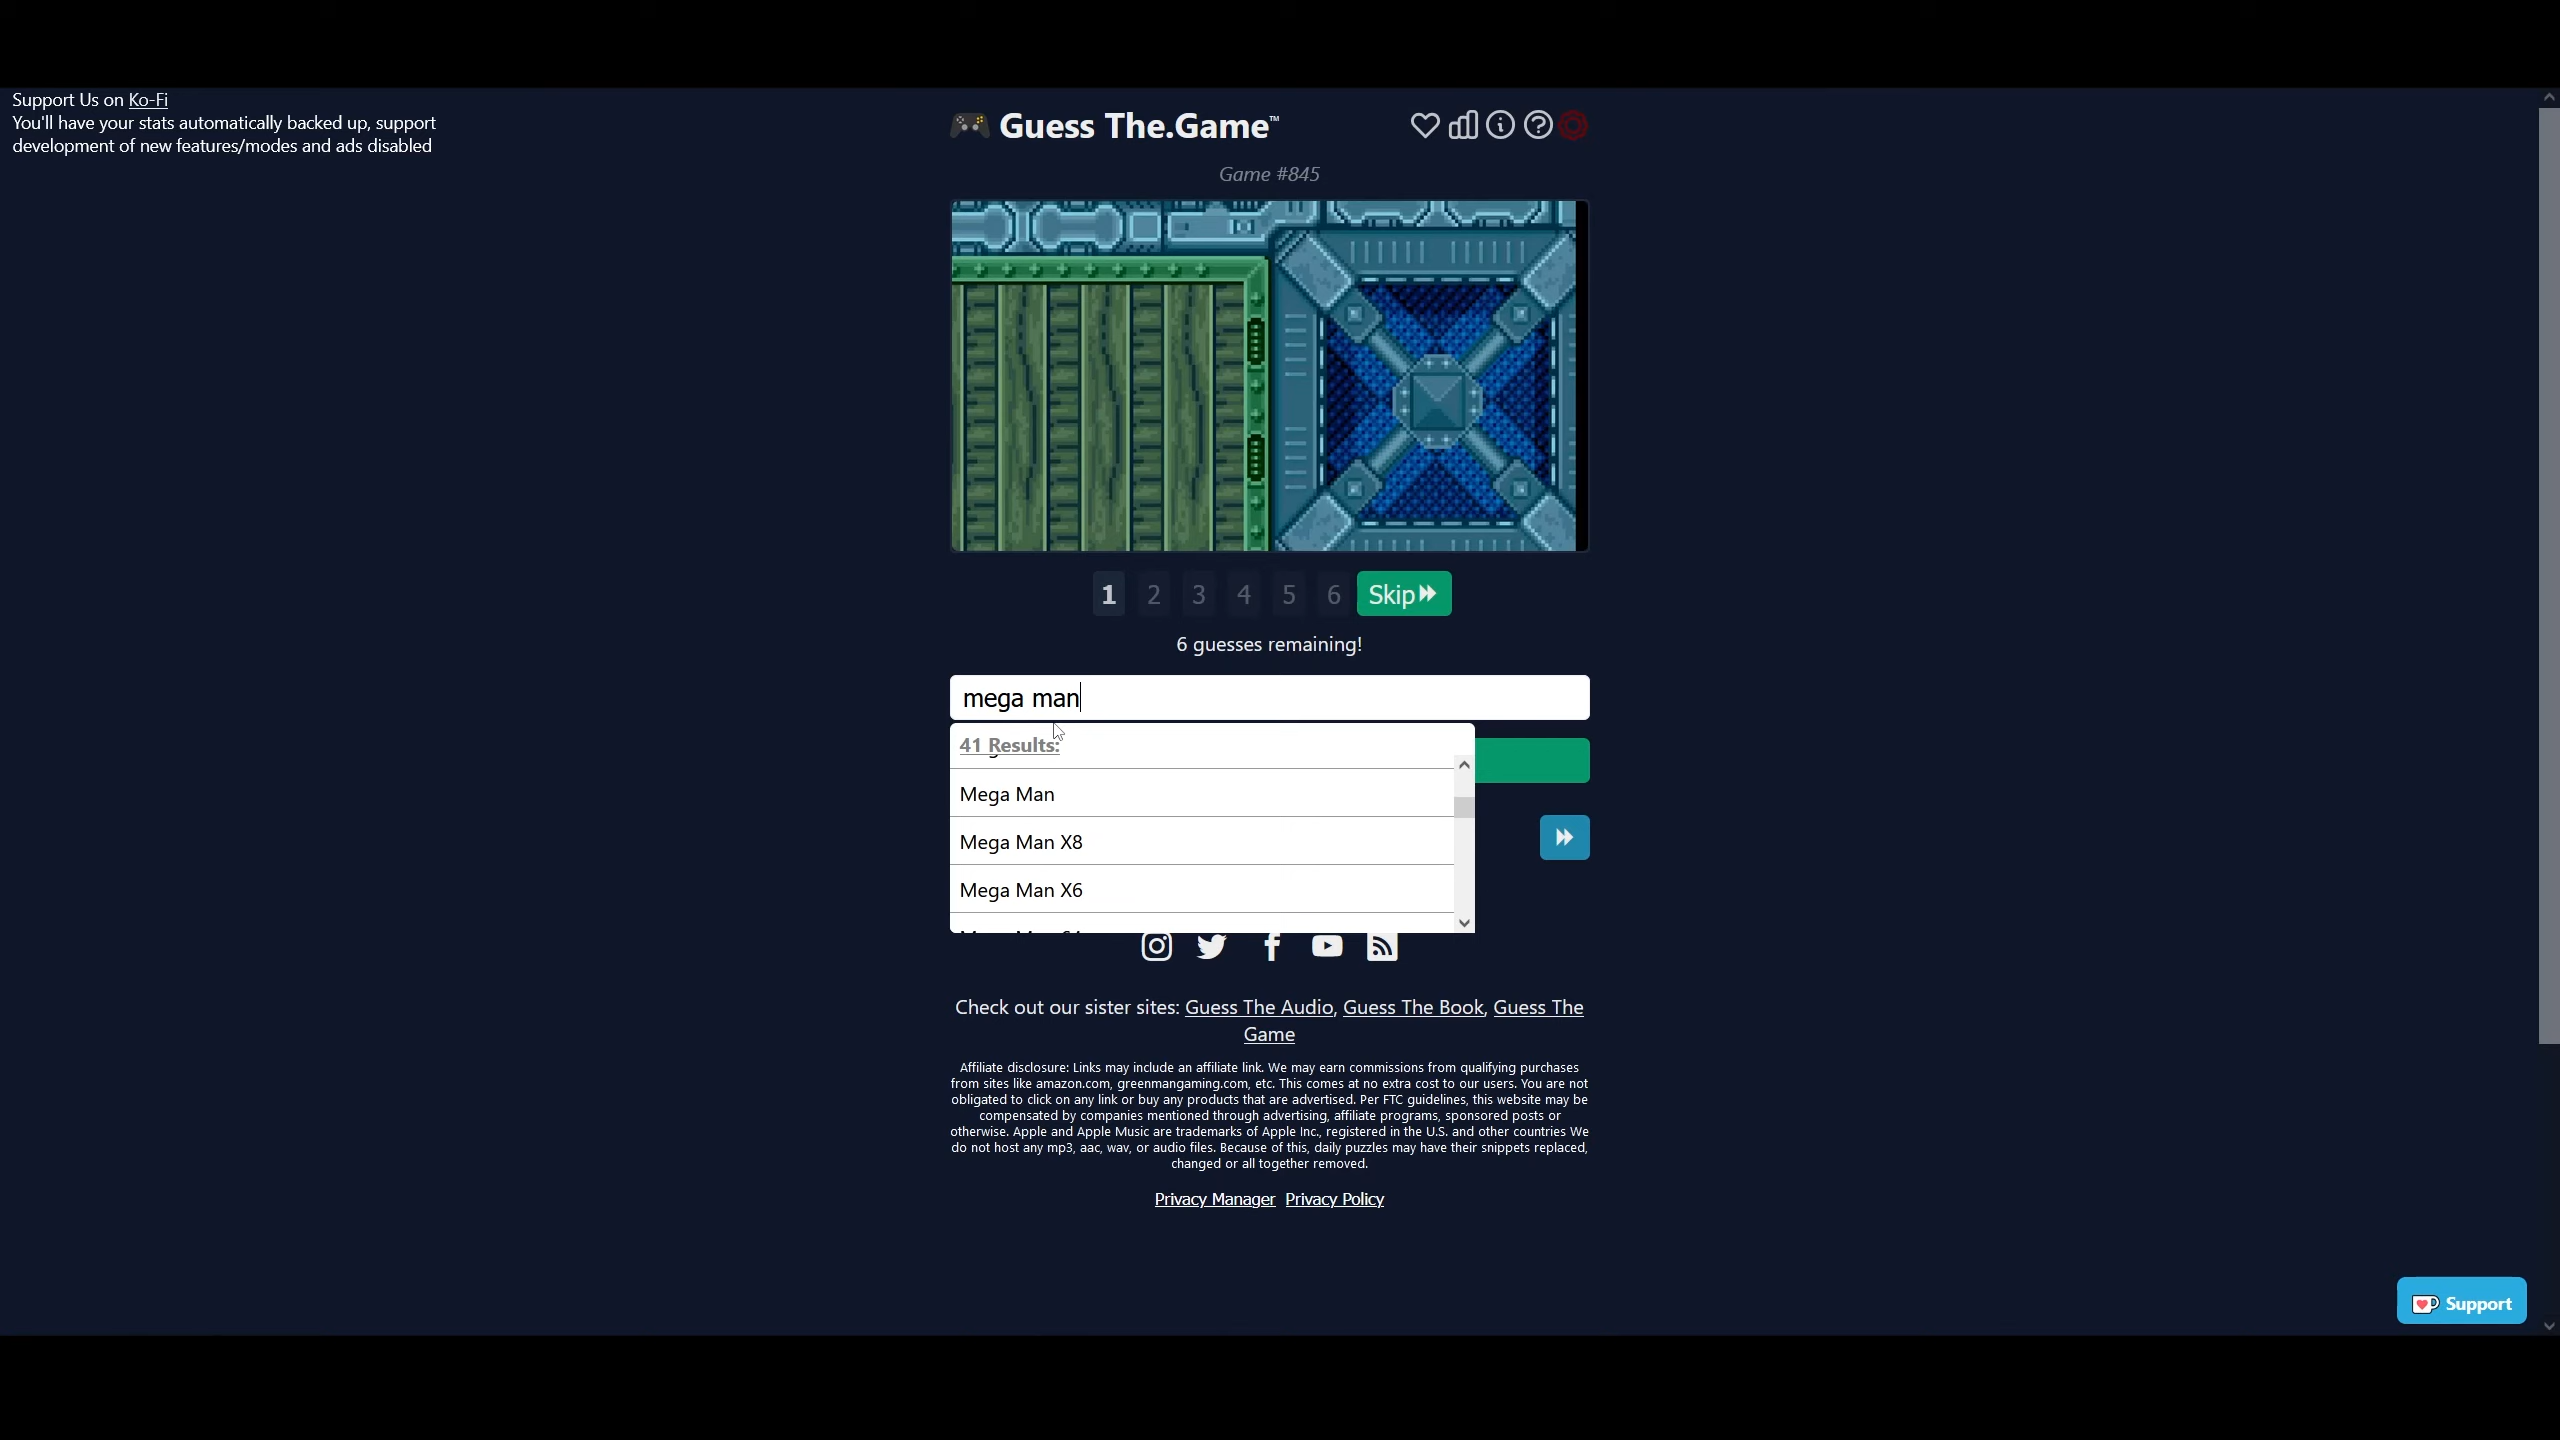 Support Us on Ko-Fi
You'll have your stats automatically backed up, support
development of new features/modes and ads disabled
Guess The.Game™
Game #845
1 2 3 4 5 6 Skip
6 guesses remaining!
mega man
41 Results:
Mega Man
Mega Man X8
Mega Man X6
Check out our sister sites: Guess The Audio, Guess The Book, Guess The
Game
Affiliate disclosure: Links may include an affiliate link. We may earn commissions from qualifying purchases
from sites like amazon.com, greenmangaming.com, etc. This comes at no extra cost to our users. You are not
obligated to click on any link or buy any products that are advertised. Per FTC guidelines, this website may be
compensated by companies mentioned through advertising, affiliate programs, sponsored posts or
otherwise. Apple and Apple Music are trademarks of Apple Inc., registered in the U.S. and other countries We
do not host any mp3, aac, wav, or audio files. Because of this, daily puzzles may have their snippets replaced,
changed or all together removed.
Privacy Manager Privacy Policy
Support